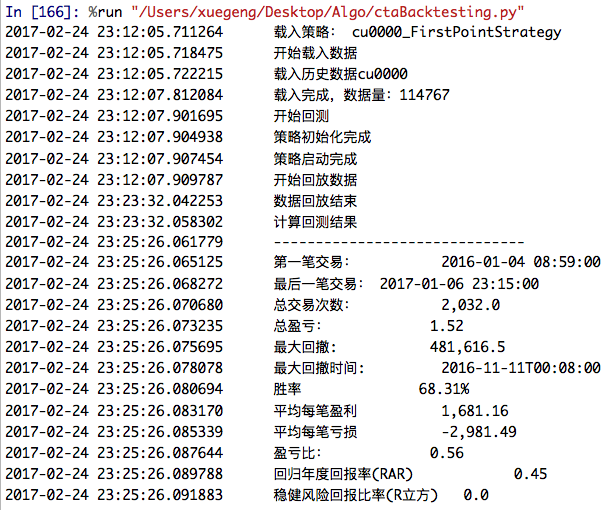 In [166]: %run "/Users/xuegeng/Desktop/Algo/ctaBacktesting.py"
2017-02-24 23:12:05.711264 载入策略: cu0000_FirstPointStrategy
2017-02-24 23:12:05.718475 开始载入数据
2017-02-24 23:12:05.722215 载入历史数据cu0000
2017-02-24 23:12:07.812084 载入完成，数据量：114767
2017-02-24 23:12:07.901695 开始回测
2017-02-24 23:12:07.904938 策略初始化完成
2017-02-24 23:12:07.907454 策略启动完成
2017-02-24 23:12:07.909787 开始回放数据
2017-02-24 23:23:32.042253 数据回放结束
2017-02-24 23:23:32.058302 计算回测结果
2017-02-24 23:25:26.061779 ------------------------------
2017-02-24 23:25:26.065125 第一笔交易： 2016-01-04 08:59:00
2017-02-24 23:25:26.068272 最后一笔交易： 2017-01-06 23:15:00
2017-02-24 23:25:26.070680 总交易次数： 2,032.0
2017-02-24 23:25:26.073235 总盈亏： 1.52
2017-02-24 23:25:26.075695 最大回撤: 481,616.5
2017-02-24 23:25:26.078078 最大回撤时间: 2016-11-11T00:08:00
2017-02-24 23:25:26.080694 胜率 68.31%
2017-02-24 23:25:26.083170 平均每笔盈利 1,681.16
2017-02-24 23:25:26.085339 平均每笔亏损 -2,981.49
2017-02-24 23:25:26.087644 盈亏比： 0.56
2017-02-24 23:25:26.089788 回归年度回报率(RAR) 0.45
2017-02-24 23:25:26.091883 稳健风险回报比率(R立方) 0.0